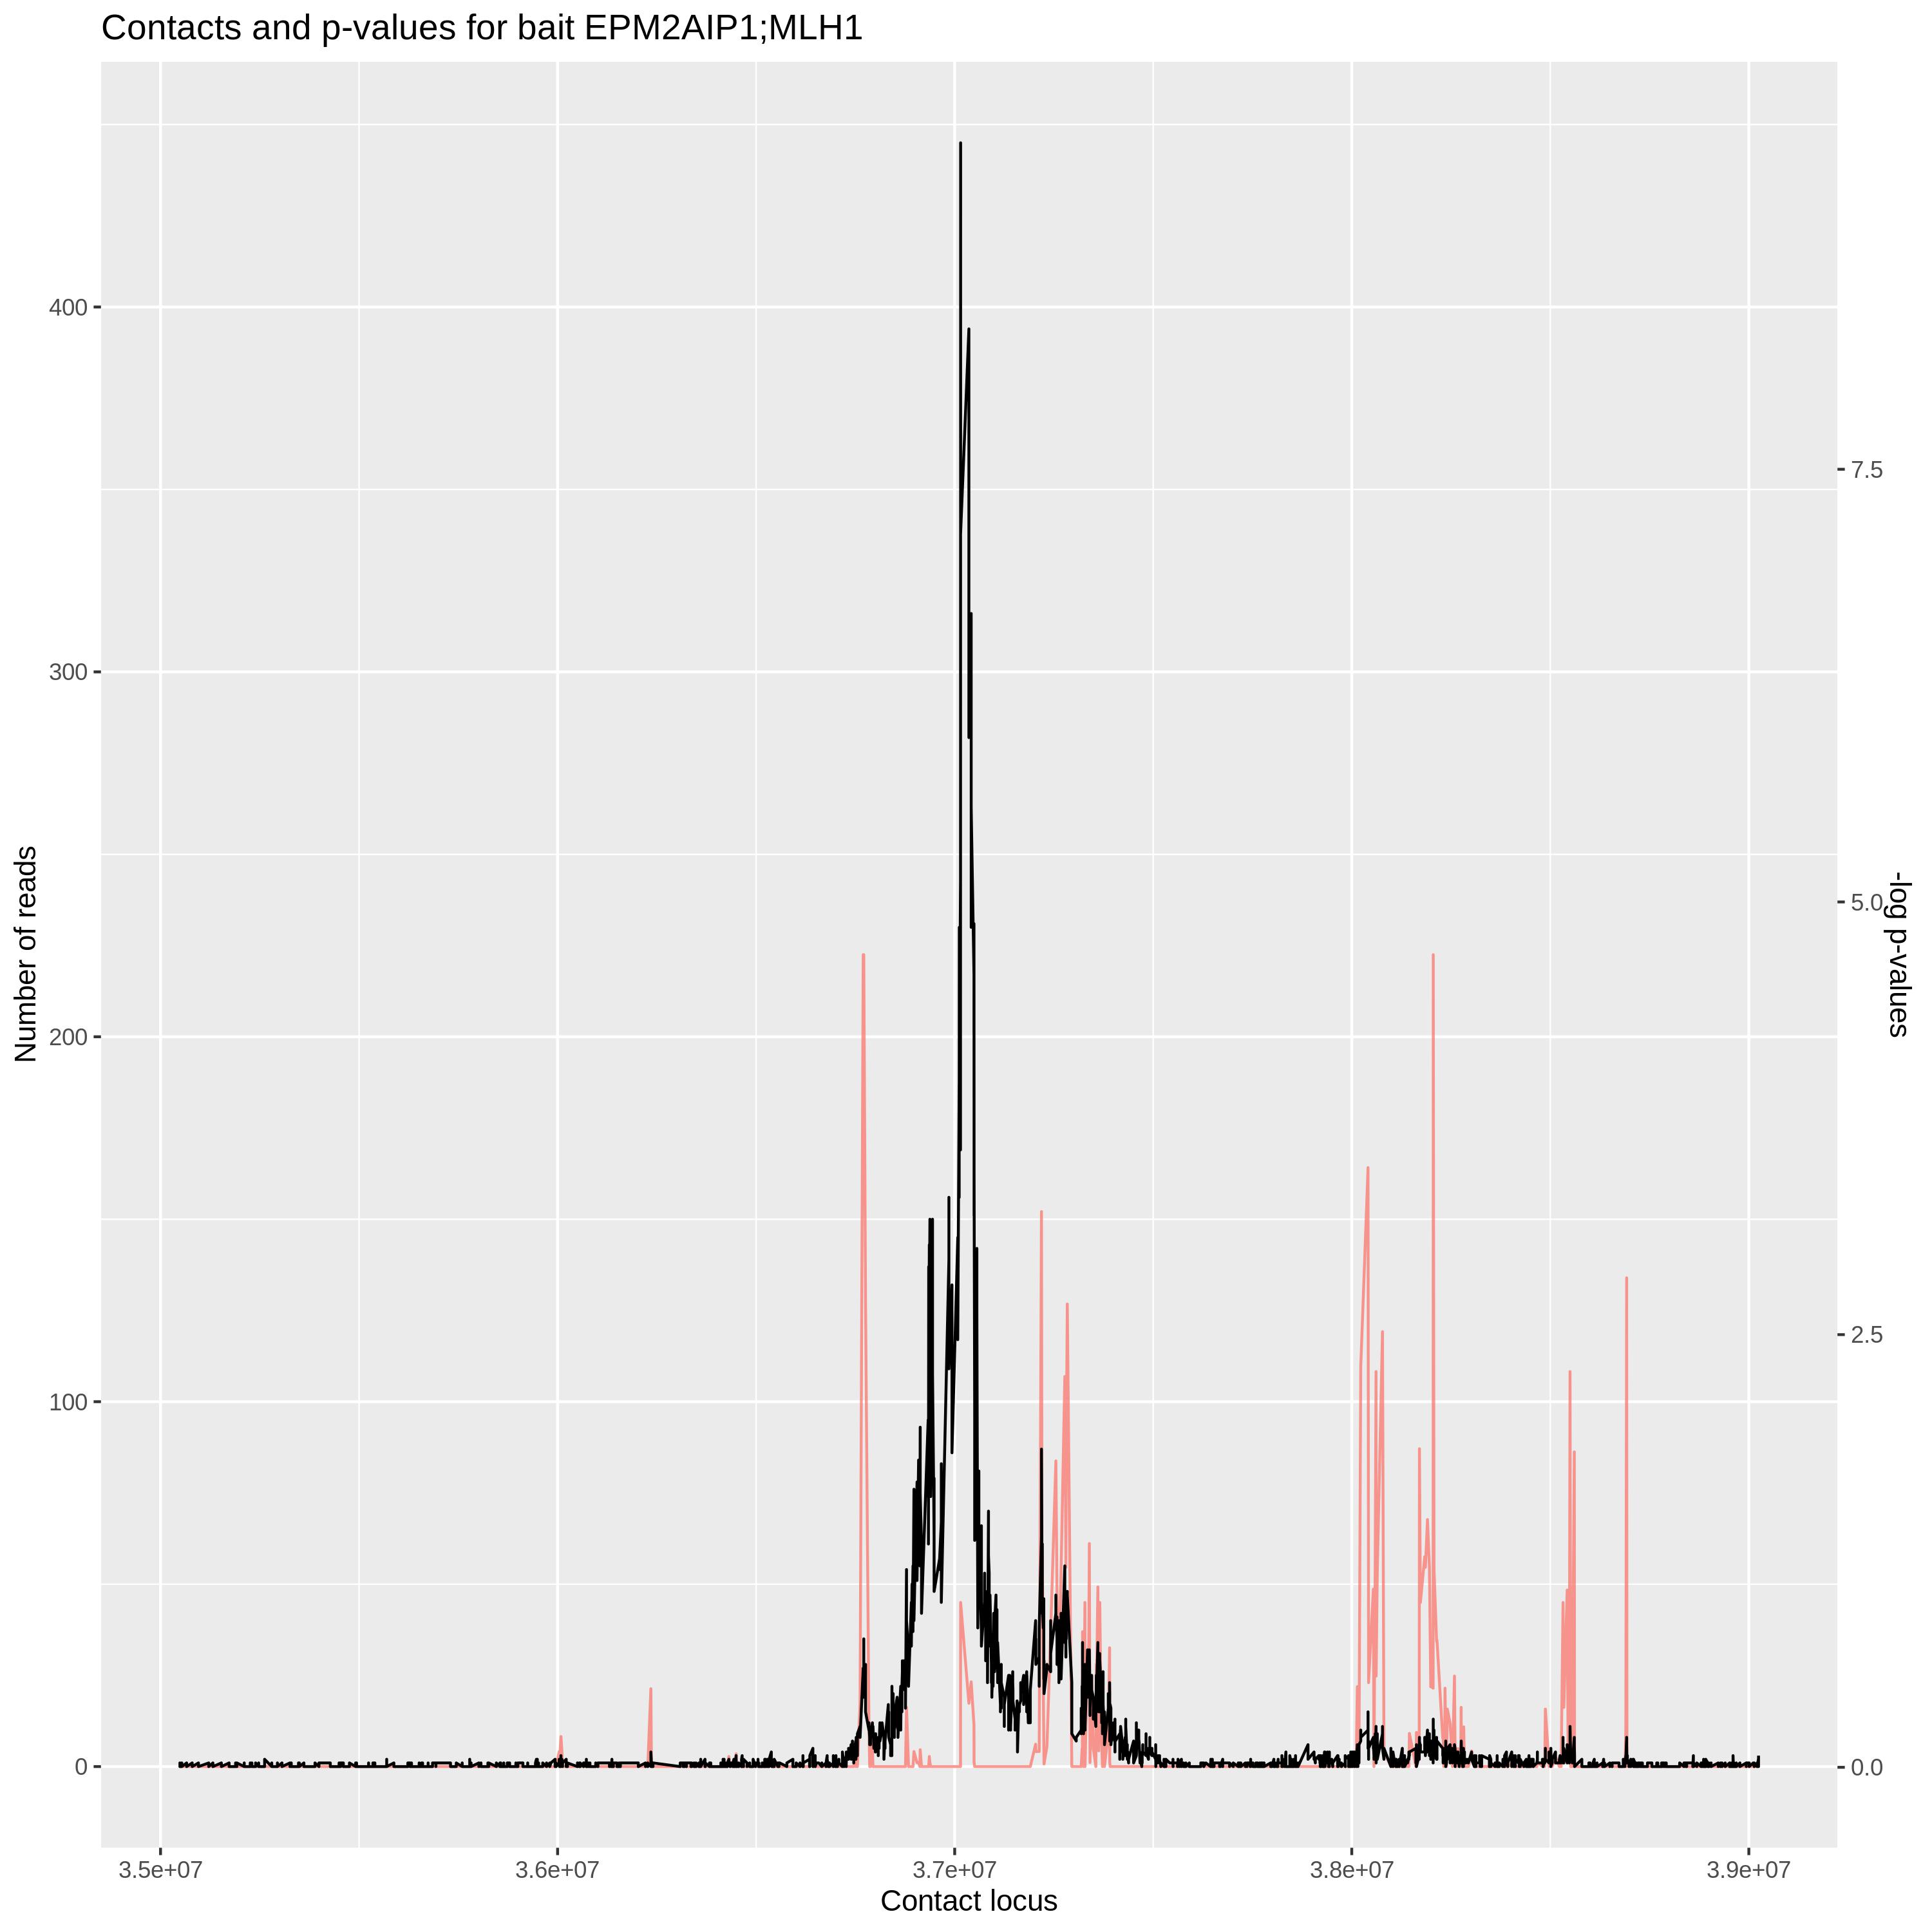 Contacts and p-values for bait EPM2AIP1;MLH1
Number of reads
400
300
200
100
0
7.5
5.0
2.5
0.0
-log p-values
3.5e+07 3.6e+07 3.7e+07 3.8e+07 3.9e+07
Contact locus